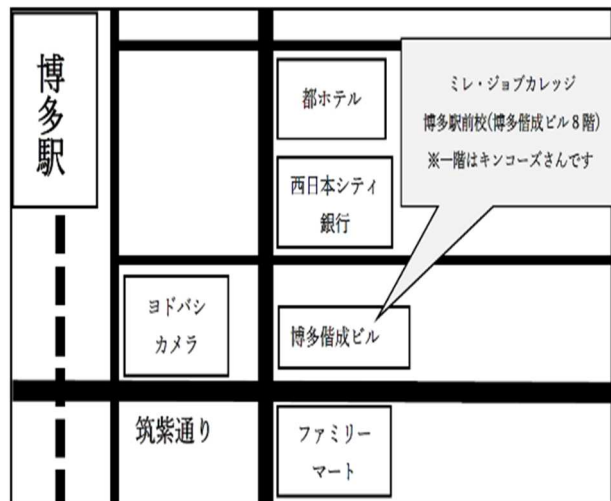 博多駅
都ホテル
ミレ・ジョブカレッジ
博多駅前校(博多偕成ビル8階)
※一階はキンコーズさんです
西日本シティ
銀行
ヨドバシ
カメラ
博多偕成ビル
筑紫通り
ファミリー
マート